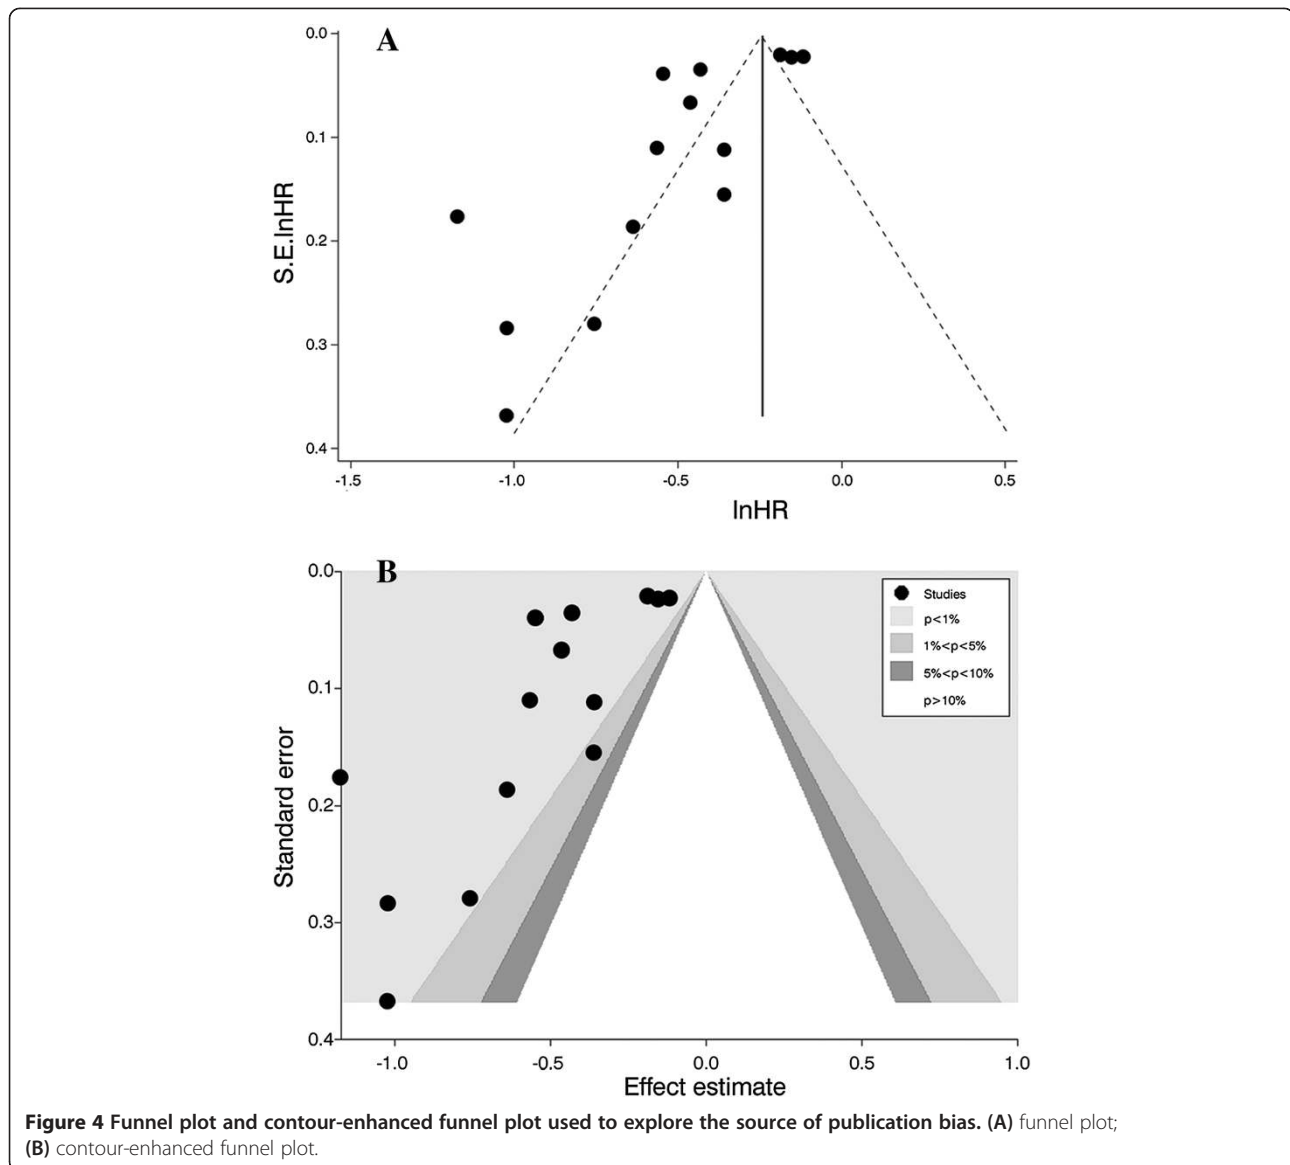 A
0.0
0.1
0.2
0.3
0.4
S.E.lnHR
-1.5
-1.0
-0.5
0.0
0.5
lnHR
B
0.0
0.1
0.2
0.3
0.4
Standard error
Studies
p<1%
1%<p<5%
5%<p<10%
p>10%
-1.0
-0.5
0.0
0.5
1.0
Effect estimate
Figure 4 Funnel plot and contour-enhanced funnel plot used to explore the source of publication bias. (A) funnel plot;
(B) contour-enhanced funnel plot.